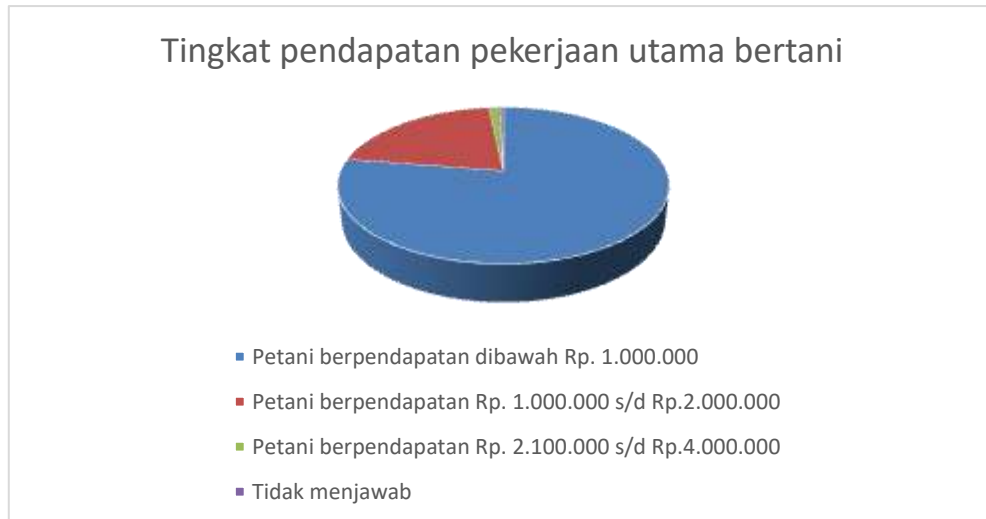 Tingkat pendapatan pekerjaan utama bertani
Petani berpendapatan dibawah Rp. 1.000.000
Petani berpendapatan Rp. 1.000.000 s/d Rp.2.000.000
Petani berpendapatan Rp. 2.100.000 s/d Rp.4.000.000
Tidak menjawab